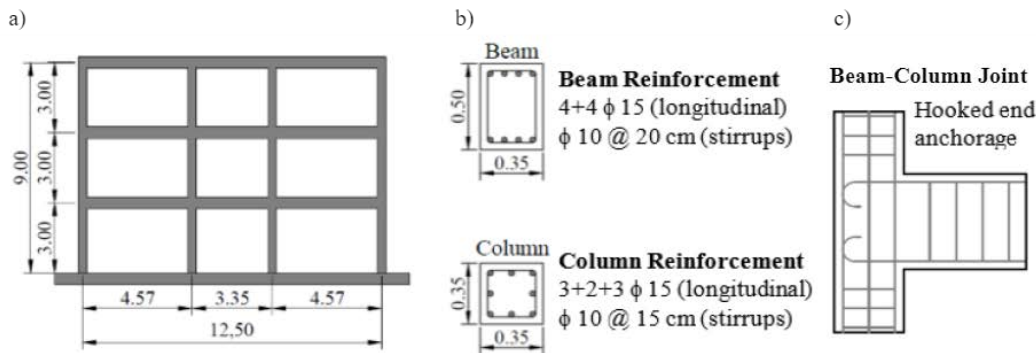 a)
3.00
3.00
3.00
9.00
4.57
3.35
4.57
12,50
b)
Beam
0.50
0.35
Beam Reinforcement
4+4 ϕ 15 (longitudinal)
ϕ 10 @ 20 cm (stirrups)
Column
0.35
0.35
Column Reinforcement
3+2+3 ϕ 15 (longitudinal)
ϕ 10 @ 15 cm (stirrups)
c)
Beam-Column Joint
Hooked end
anchorage